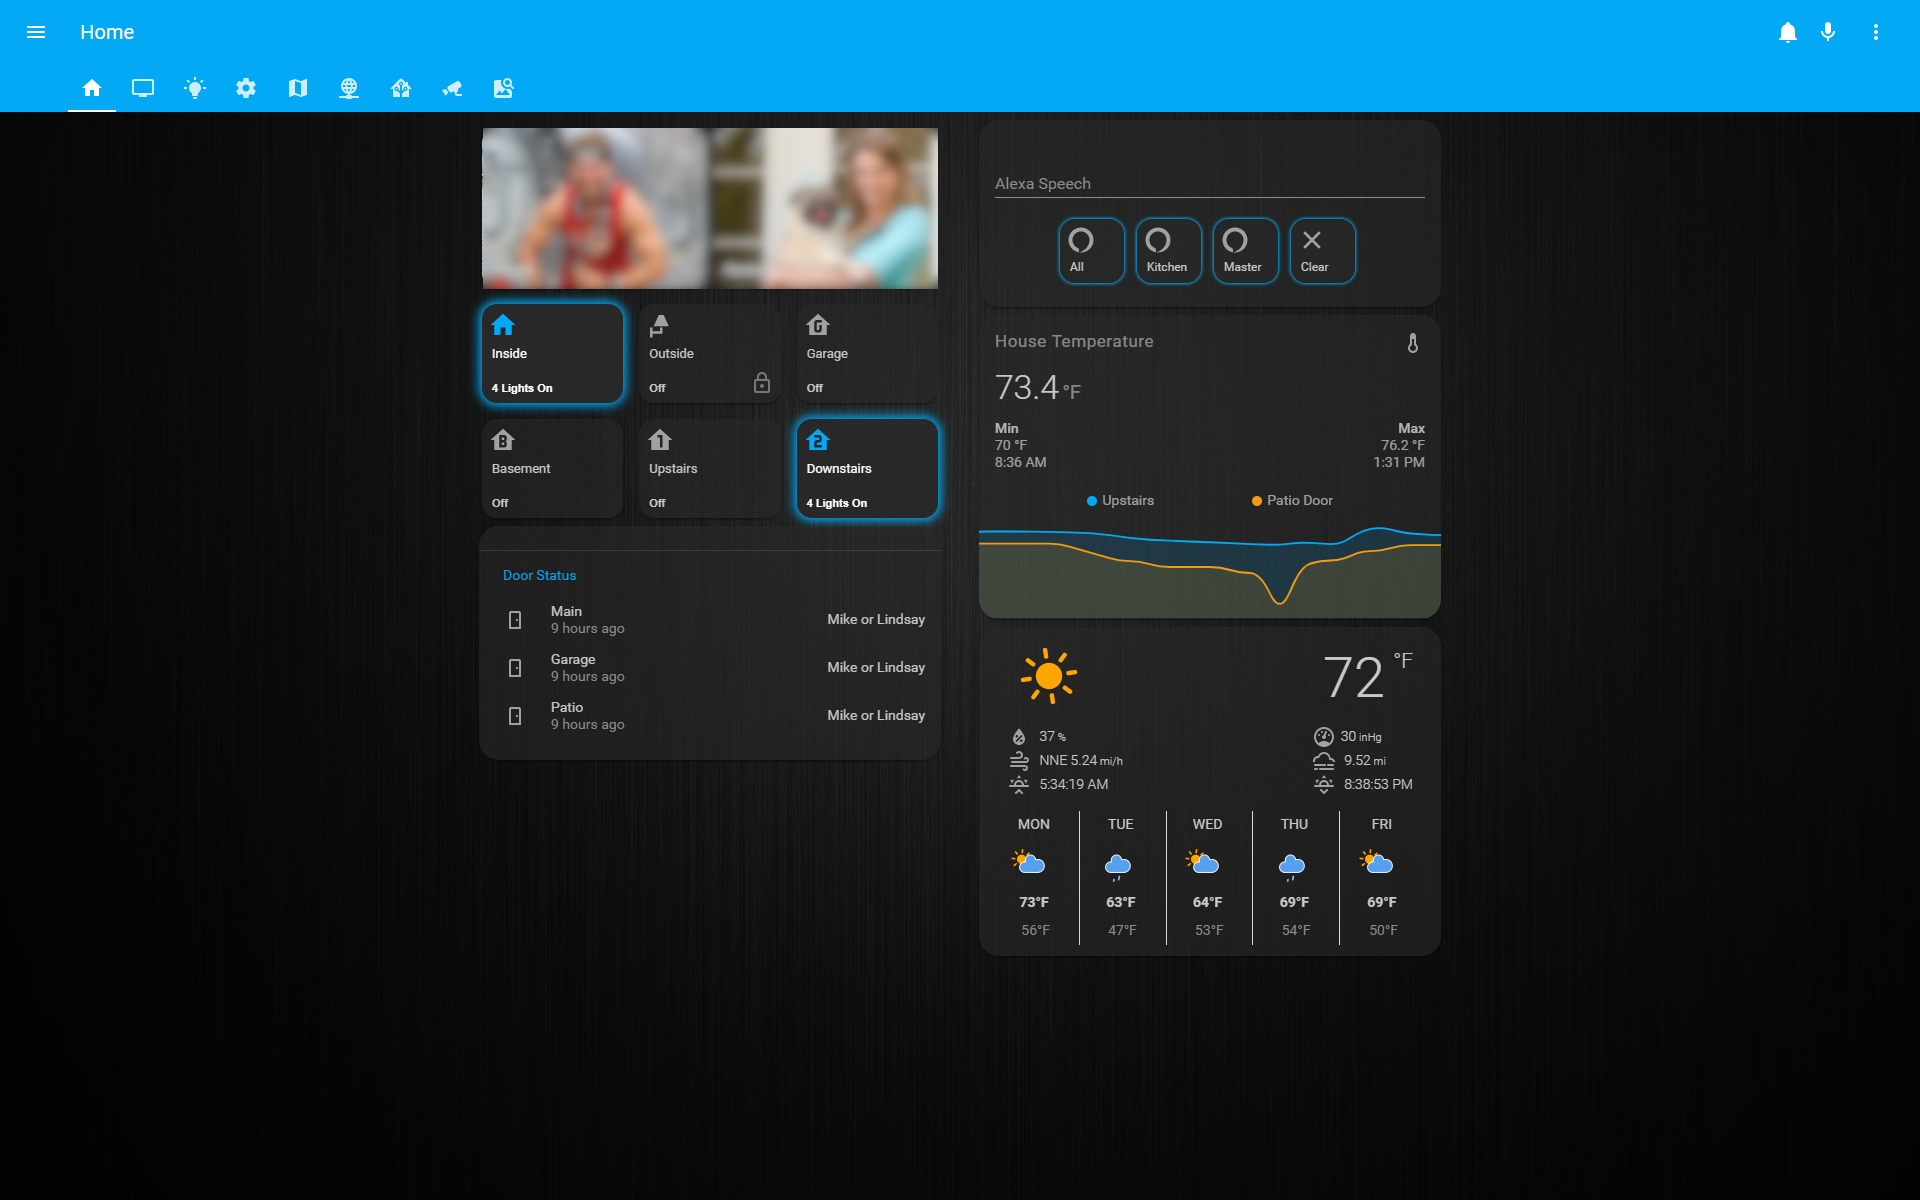 Home
Inside
4 Lights On
Outside
Off
G
Garage
Off
B
Basement
Off
1
Upstairs
Off
2
Downstairs
4 Lights On
Door Status
Main
9 hours ago
Mike or Lindsay
Garage
9 hours ago
Mike or Lindsay
Patio
9 hours ago
Mike or Lindsay
Alexa Speech
All
Kitchen
Master
Clear
House Temperature
73.4 °F
Min
70 °F
8:36 AM
Max
76.2 °F
1:31 PM
Upstairs
Patio Door
72 °F
37 %
30 inHg
NNE 5.24 mi/h
9.52 mi
5:34:19 AM
8:38:53 PM
MON
73°F
56°F
TUE
63°F
47°F
WED
64°F
53°F
THU
69°F
54°F
FRI
69°F
50°F